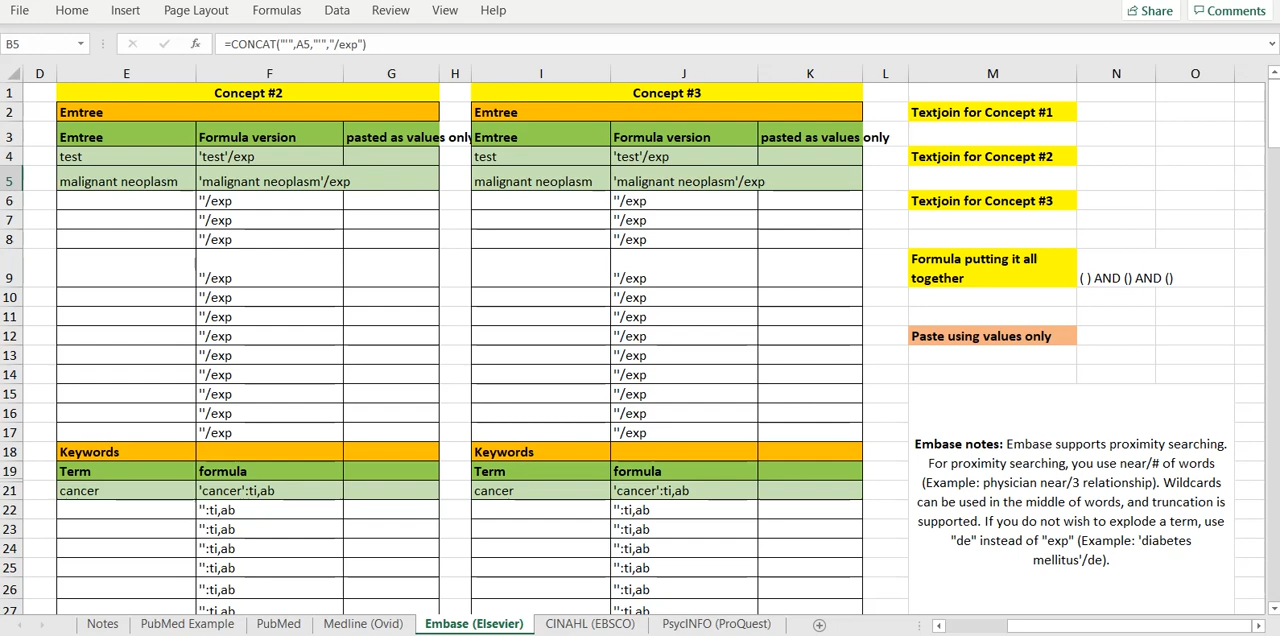 File Home Insert Page Layout Formulas Data Review View Help Share Comments
B5 fx =CONCAT("'",A5,"'","/exp")
D E F G H I J K L M N O
1 Concept #2 Concept #3
2 Emtree Emtree Textjoin for Concept #1
3 Emtree Formula version pasted as values only Emtree Formula version pasted as values only
4 test 'test'/exp test 'test'/exp Textjoin for Concept #2
5 malignant neoplasm 'malignant neoplasm'/exp malignant neoplasm 'malignant neoplasm'/exp
6 ''/exp ''/exp Textjoin for Concept #3
7 ''/exp ''/exp
8 ''/exp ''/exp
Formula putting it all
9 ''/exp ''/exp together ( ) AND () AND ()
10 ''/exp ''/exp
11 ''/exp ''/exp
12 ''/exp ''/exp Paste using values only
13 ''/exp ''/exp
14 ''/exp ''/exp
15 ''/exp ''/exp
16 ''/exp ''/exp
17 ''/exp ''/exp
18 Keywords Keywords
19 Term formula Term formula
21 cancer 'cancer':ti,ab cancer 'cancer':ti,ab
22 '':ti,ab '':ti,ab
23 '':ti,ab '':ti,ab
24 '':ti,ab '':ti,ab
25 '':ti,ab '':ti,ab
26 '':ti,ab '':ti,ab
27 '':ti,ab '':ti,ab
Embase notes: Embase supports proximity searching.
For proximity searching, you use near/# of words
(Example: physician near/3 relationship). Wildcards
can be used in the middle of words, and truncation is
supported. If you do not wish to explode a term, use
"de" instead of "exp" (Example: 'diabetes
mellitus'/de).
Notes PubMed Example PubMed Medline (Ovid) Embase (Elsevier) CINAHL (EBSCO) PsycINFO (ProQuest)